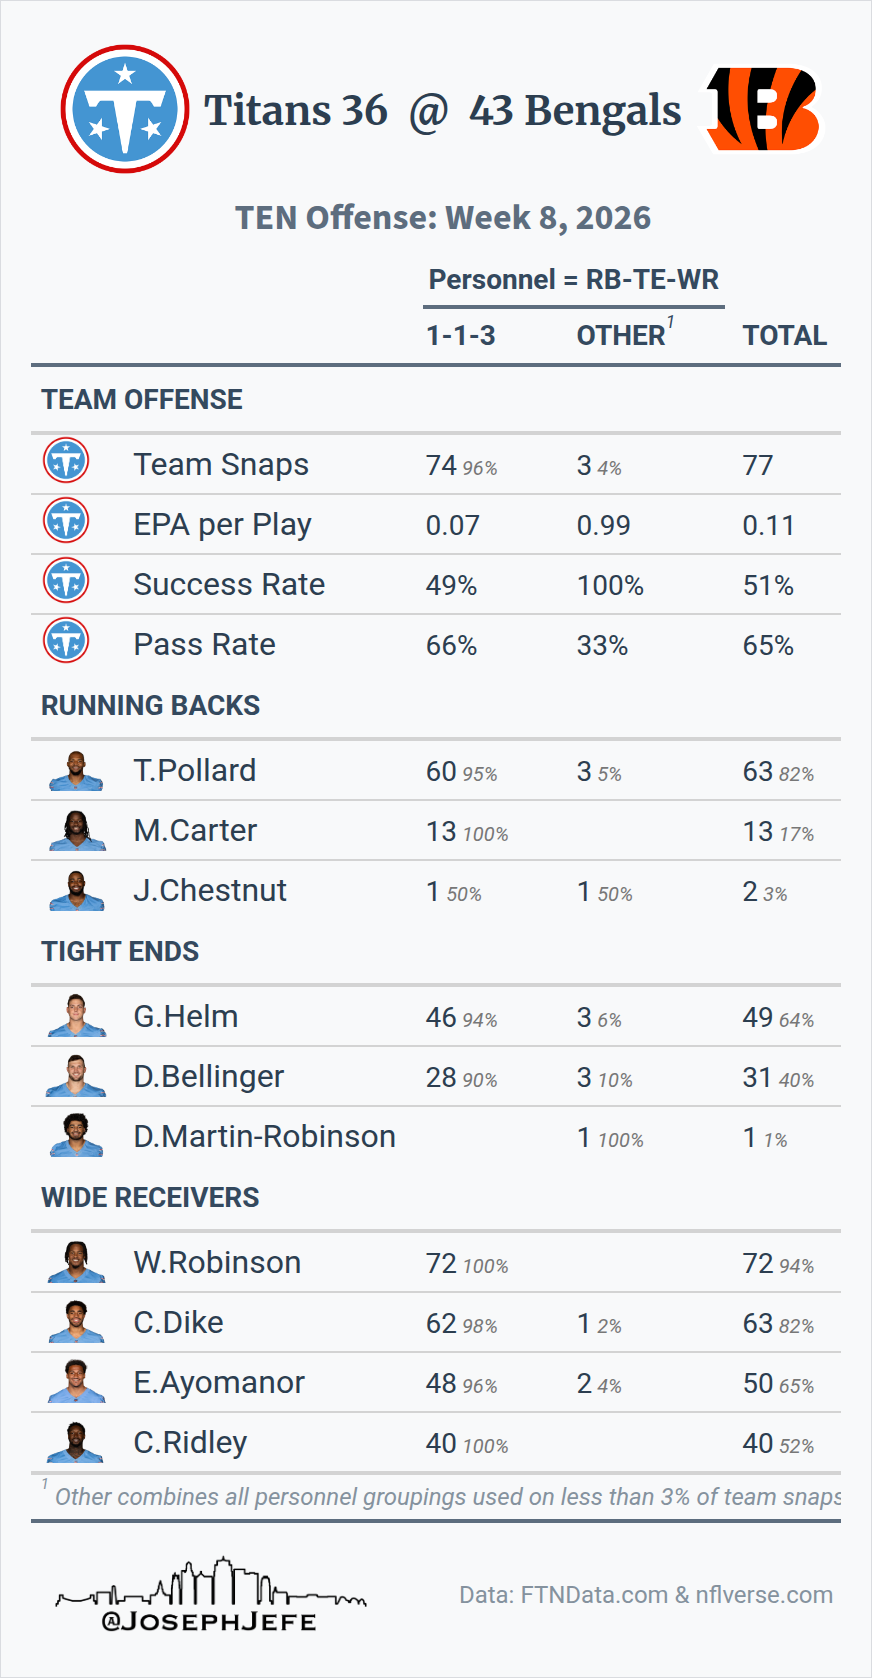 Titans 36 @ 43 Bengals
TEN Offense: Week 8, 2026
Personnel = RB-TE-WR
1-1-3 OTHER1 TOTAL
TEAM OFFENSE
Team Snaps 74 96% 3 4% 77
EPA per Play 0.07 0.99 0.11
Success Rate 49% 100% 51%
Pass Rate 66% 33% 65%
RUNNING BACKS
T.Pollard 60 95% 3 5% 63 82%
M.Carter 13 100% 13 17%
J.Chestnut 1 50% 1 50% 2 3%
TIGHT ENDS
G.Helm 46 94% 3 6% 49 64%
D.Bellinger 28 90% 3 10% 31 40%
D.Martin-Robinson 1 100% 1 1%
WIDE RECEIVERS
W.Robinson 72 100% 72 94%
C.Dike 62 98% 1 2% 63 82%
E.Ayomanor 48 96% 2 4% 50 65%
C.Ridley 40 100% 40 52%
1 Other combines all personnel groupings used on less than 3% of team snaps
@JosephJefe
Data: FTNData.com & nflverse.com